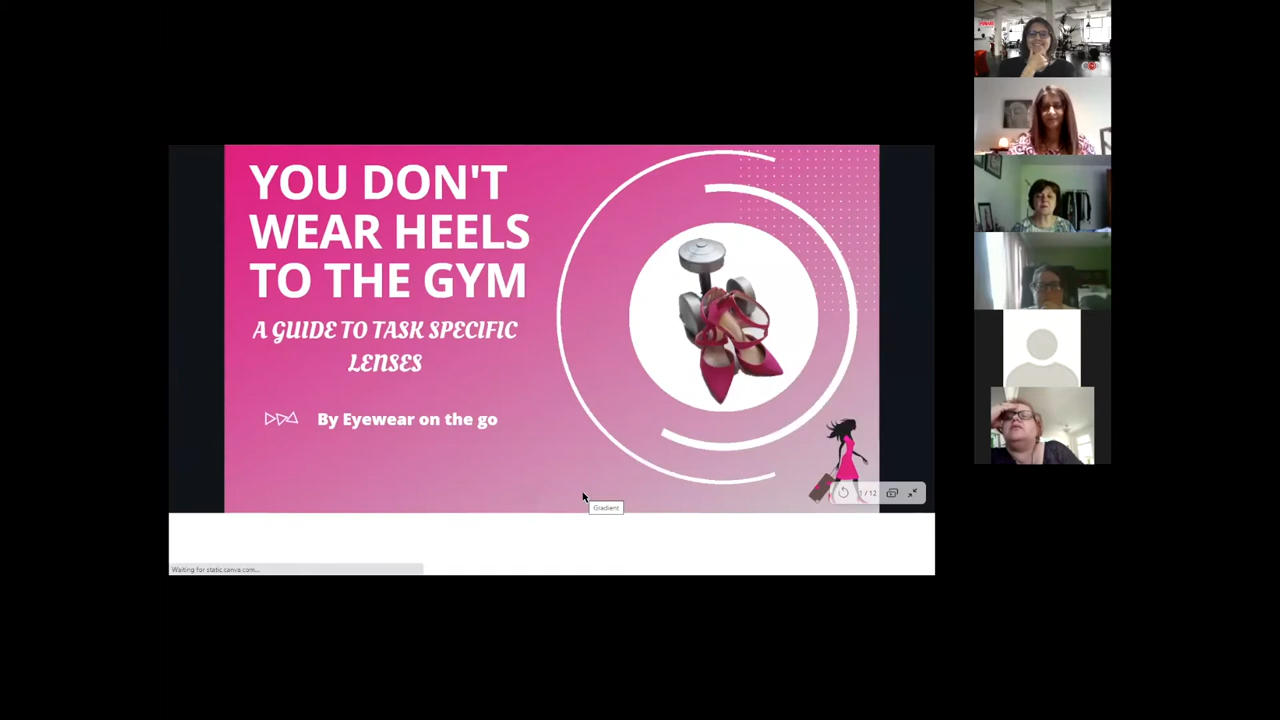 YOU DON'T
WEAR HEELS
TO THE GYM
A GUIDE TO TASK SPECIFIC
LENSES
By Eyewear on the go
1 / 12
Gradient
Waiting for static.canva.com...